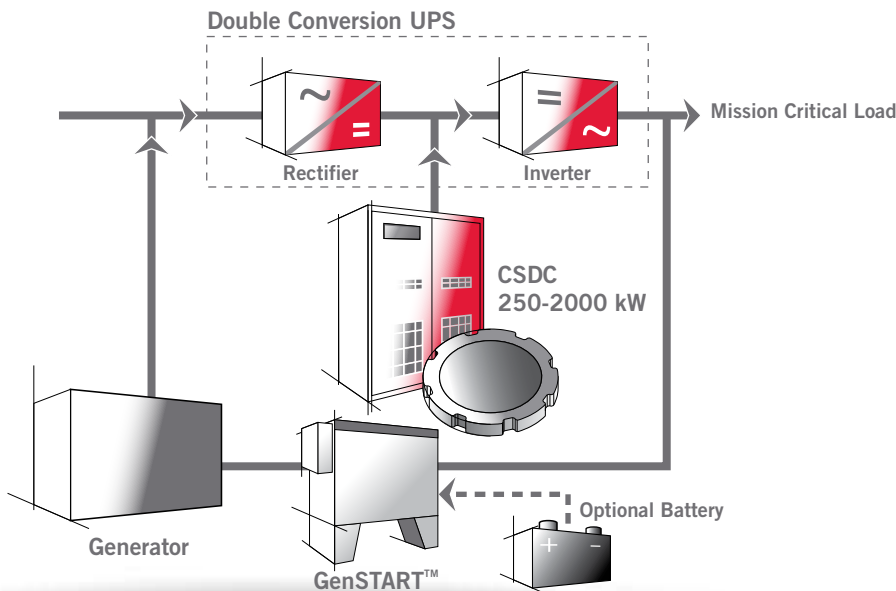 Double Conversion UPS
~
=
Rectifier
=
~
Inverter
Mission Critical Load
CSDC
250-2000 kW
Optional Battery
+ −
Generator
GenSTART™